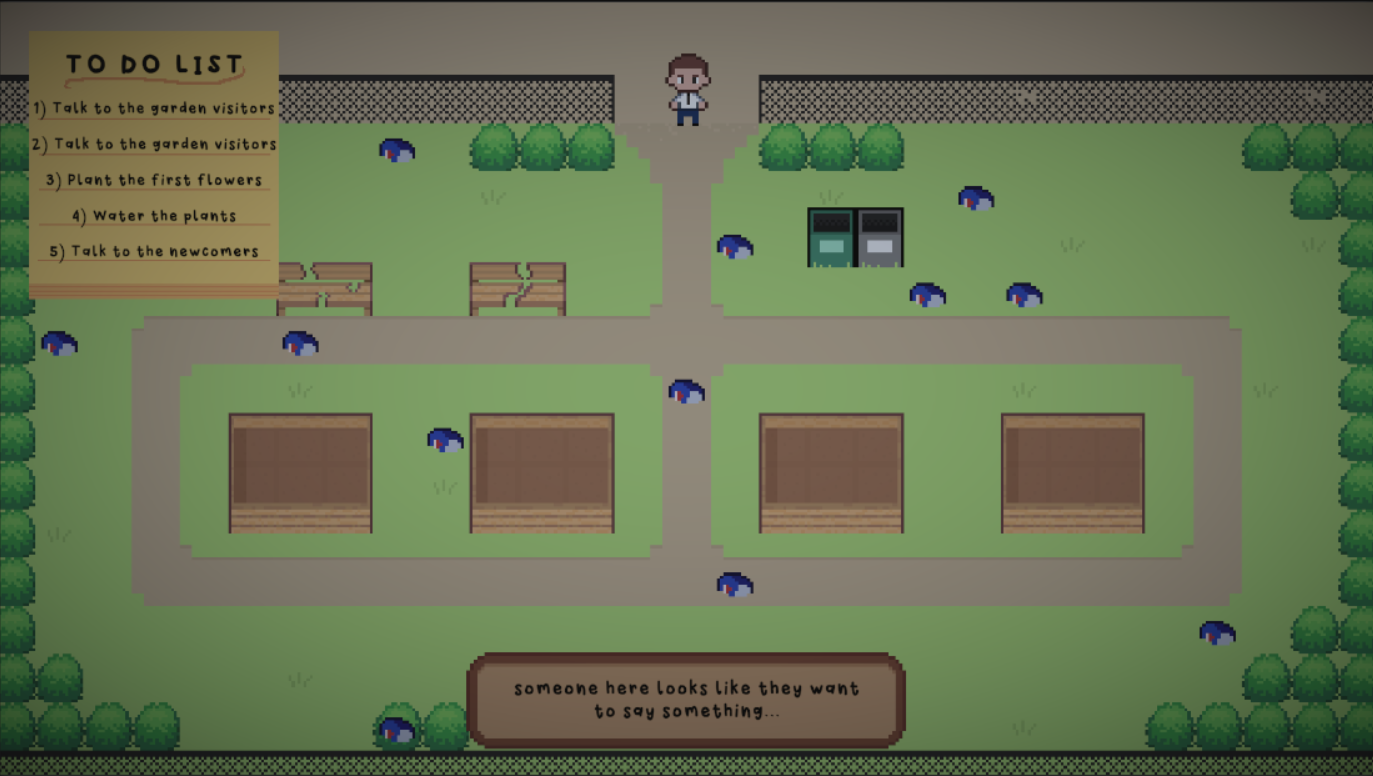 TO DO LIST
1) Talk to the garden visitors
2) Talk to the garden visitors
3) Plant the first flowers
4) Water the plants
5) Talk to the newcomers
someone here looks like they want
to say something...